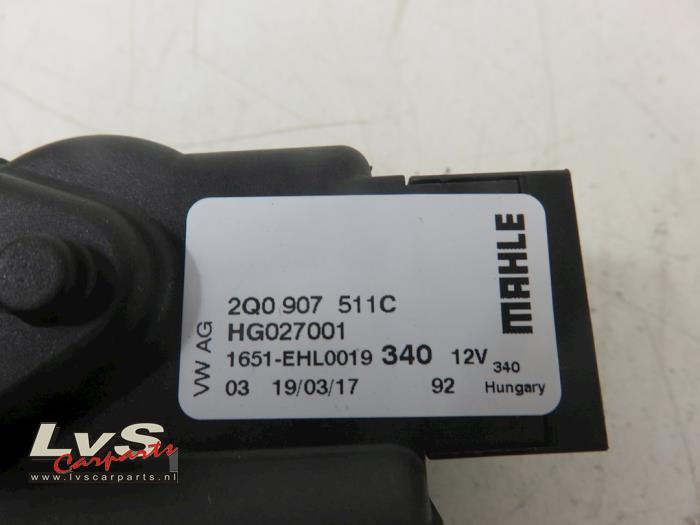 2Q0 907 511C
HG027001
1651-EHL0019 340 12V 340
03 19/03/17 92 Hungary
VW AG
MAHLE
LvS
Carparts
www.lvscarparts.nl